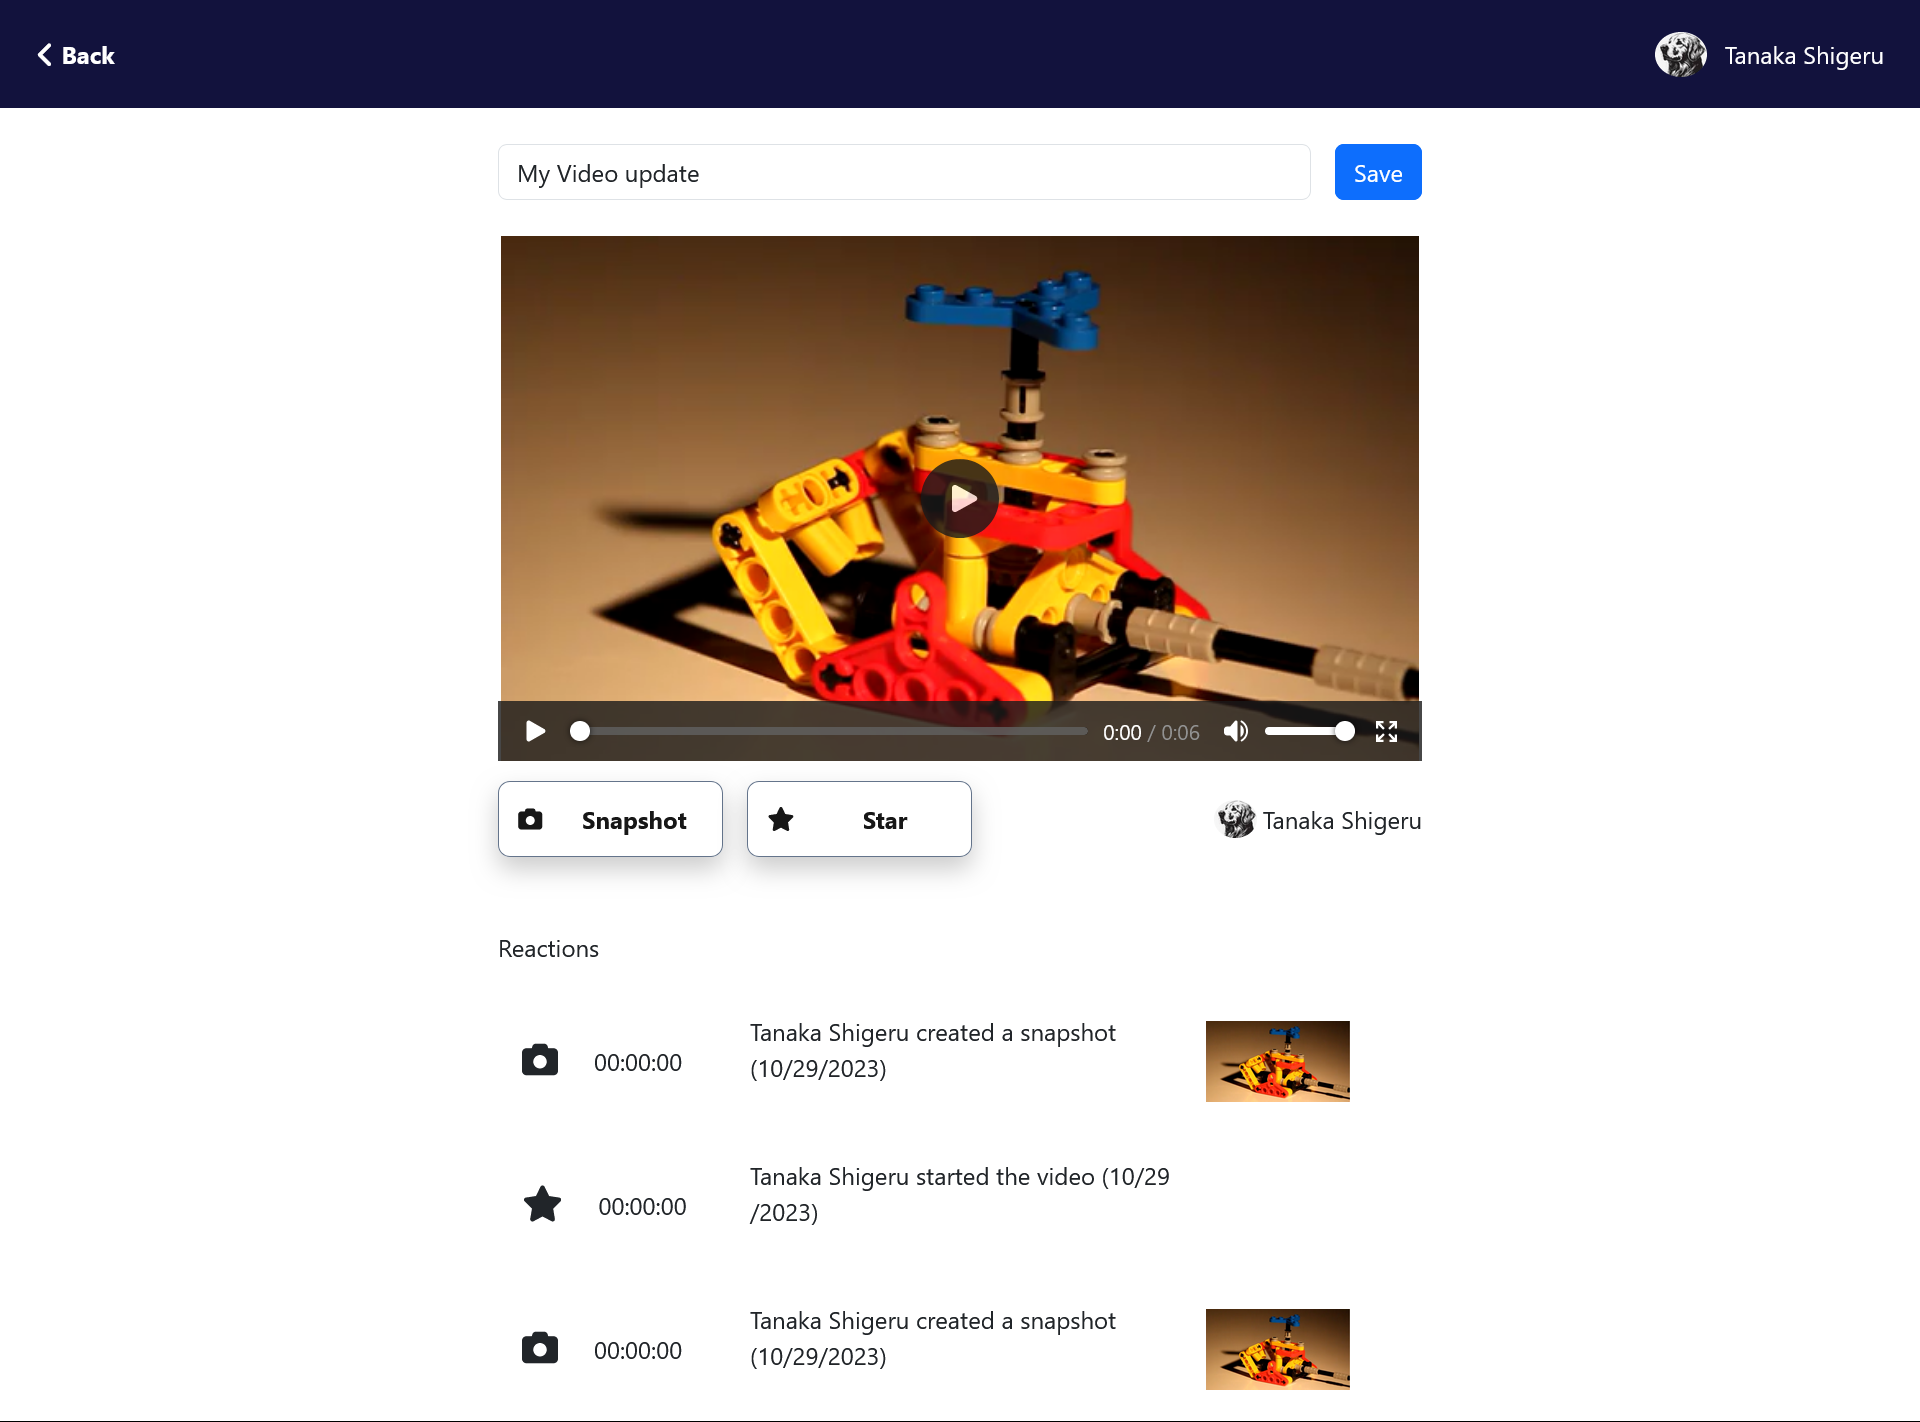 Back
Tanaka Shigeru
My Video update
Save
0:00 / 0:06
Snapshot
Star
Tanaka Shigeru
Reactions
00:00:00
Tanaka Shigeru created a snapshot
(10/29/2023)
00:00:00
Tanaka Shigeru started the video (10/29
/2023)
00:00:00
Tanaka Shigeru created a snapshot
(10/29/2023)